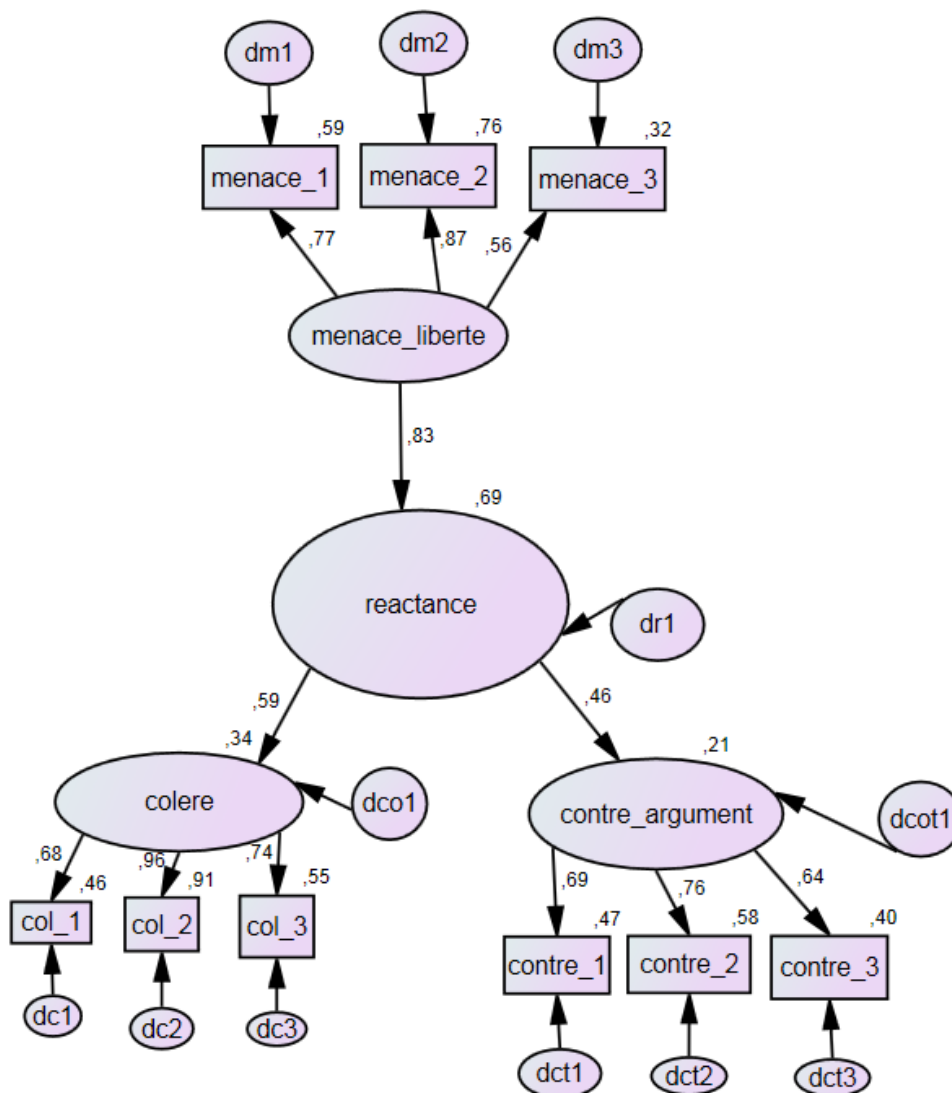 dm1
dm2
dm3
,59
,76
,32
menace_1
menace_2
menace_3
,77
,87
,56
menace_liberte
,83
,69
reactance
dr1
,59
,46
,34
,21
colere
dco1
contre_argument
dcot1
,68
,96
,74
,69
,76
,64
,46
,91
,55
,47
,58
,40
col_1
col_2
col_3
contre_1
contre_2
contre_3
dc1
dc2
dc3
dct1
dct2
dct3